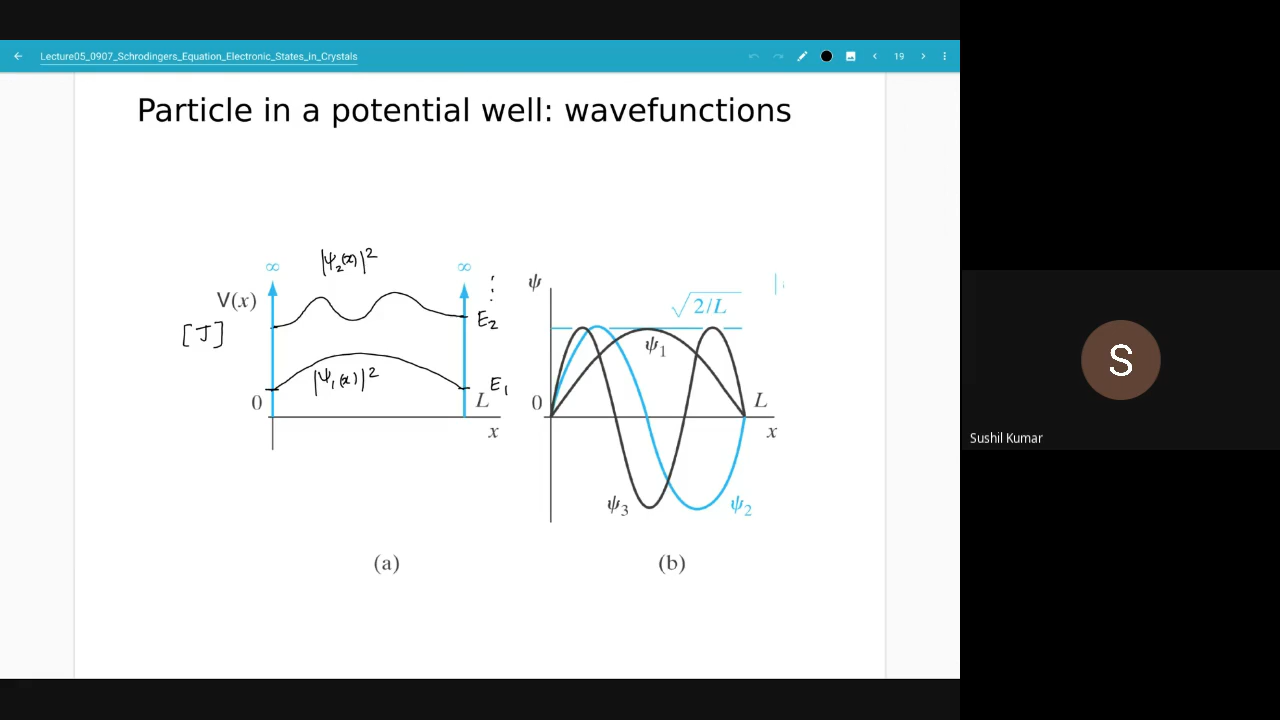 Lecture05_0907_Schrodingers_Equation_Electronic_States_in_Crystals
19
Particle in a potential well: wavefunctions
|ψ₂(x)|²
∞ ∞
V(x)
[J]
E₂
|ψ₁(x)|²
E₁
0 L
x
(a)
ψ
√2/L
ψ₁
0 L
x
ψ₃ ψ₂
(b)
S
Sushil Kumar